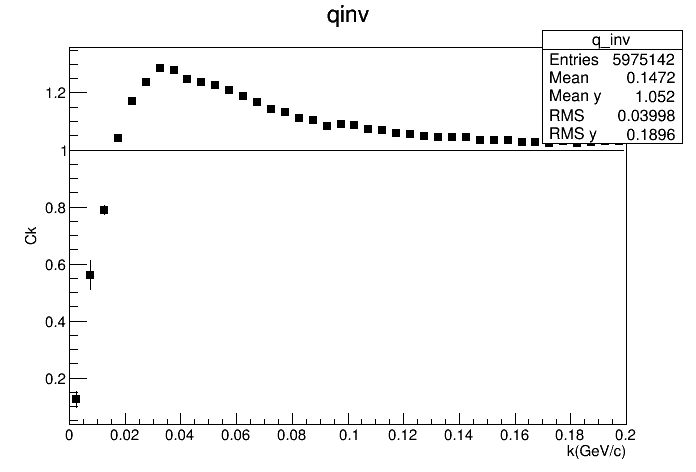 qinv
q_inv
Entries 5975142
Mean 0.1472
Mean y 1.052
RMS 0.03998
RMS y 0.1896
1.2
1
0.8
0.6
0.4
0.2
Ck
0 0.02 0.04 0.06 0.08 0.1 0.12 0.14 0.16 0.18 0.2
k(GeV/c)